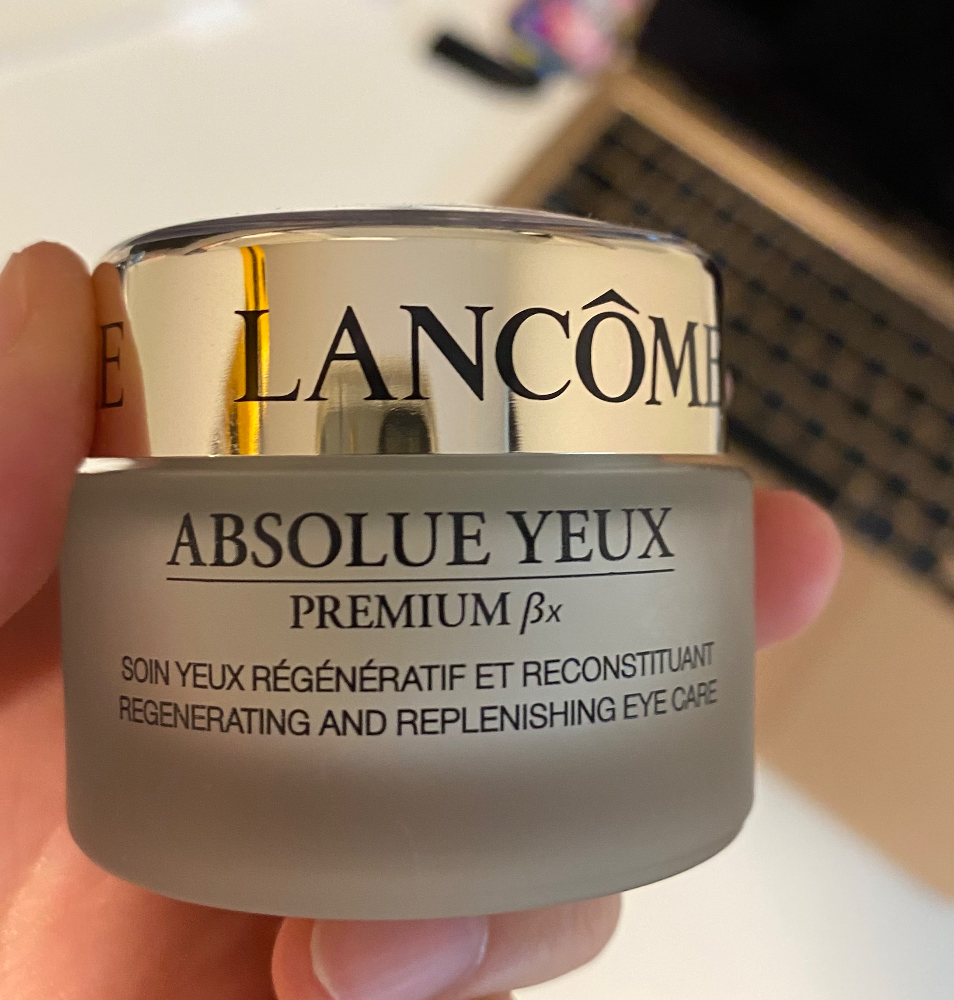 E LANCÔME
ABSOLUE YEUX
PREMIUM βx
SOIN YEUX RÉGÉNÉRATIF ET RECONSTITUANT
REGENERATING AND REPLENISHING EYE CARE